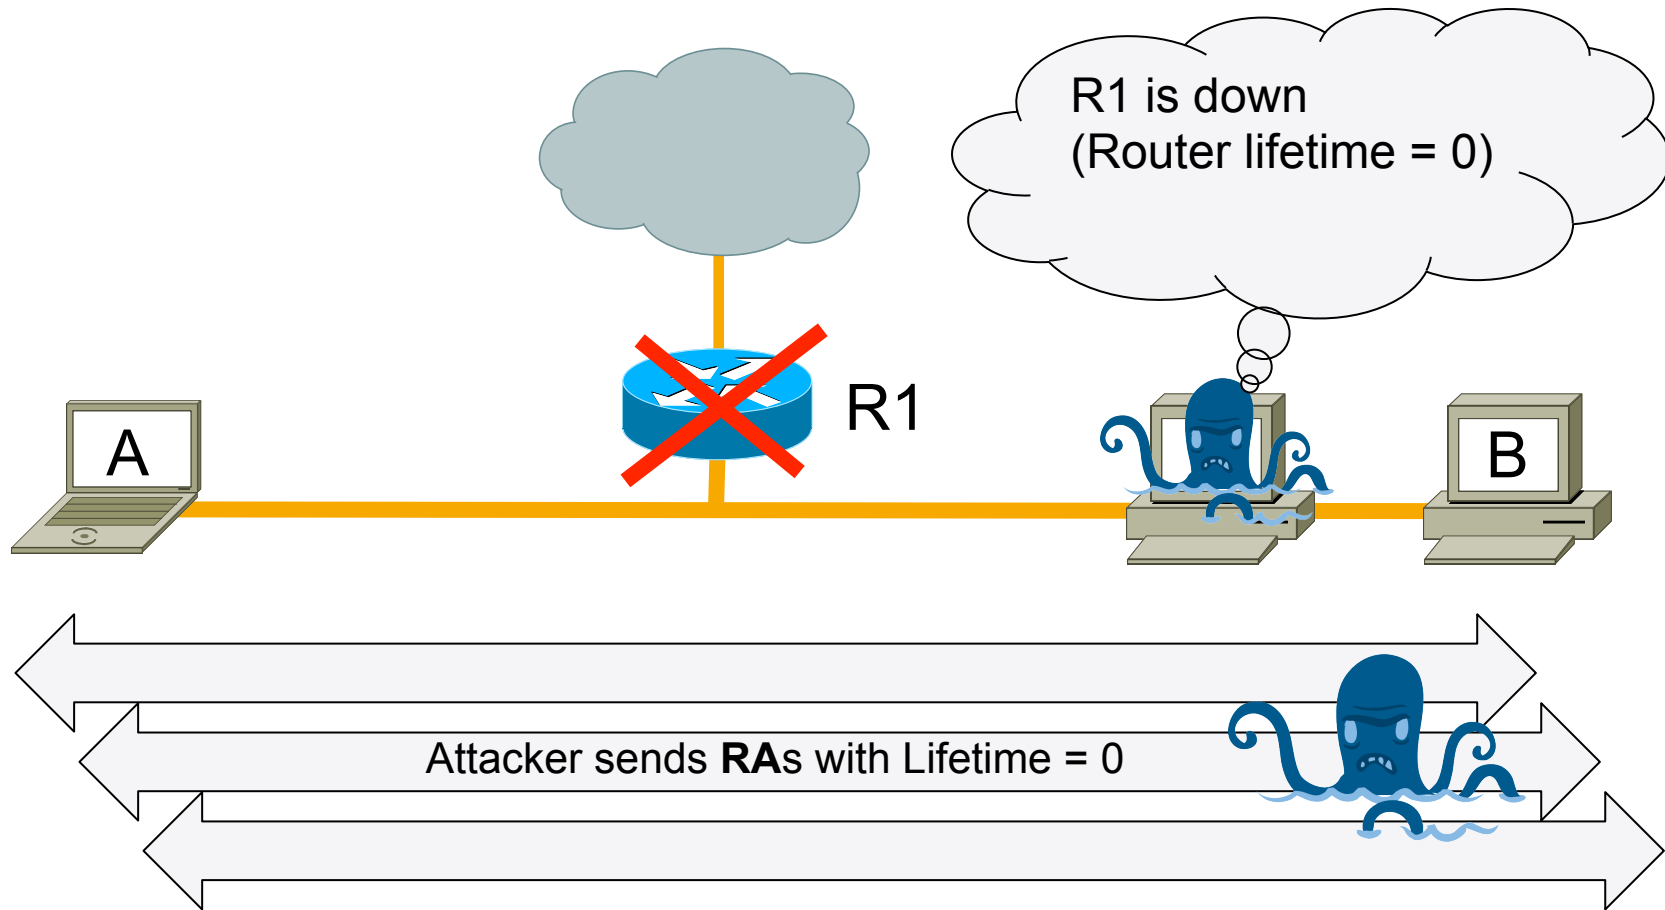 R1 is down
(Router lifetime = 0)
R1
A
B
Attacker sends RAs with Lifetime = 0